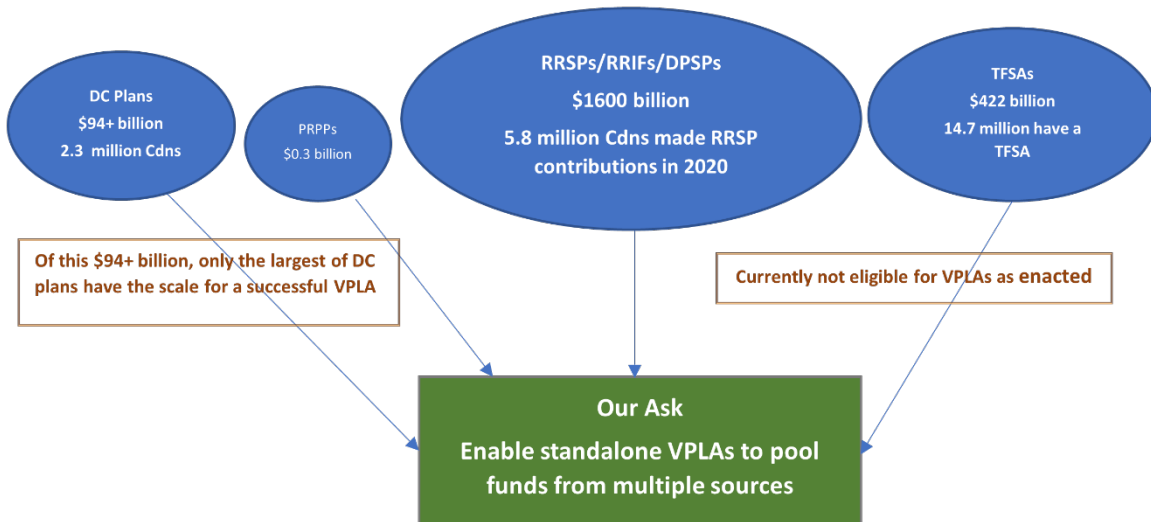 DC Plans
$94+ billion
2.3 million Cdns
PRPPs
$0.3 billion
RRSPs/RRIFs/DPSPs
$1600 billion
5.8 million Cdns made RRSP
contributions in 2020
TFSAs
$422 billion
14.7 million have a
TFSA
Of this $94+ billion, only the largest of DC
plans have the scale for a successful VPLA
Currently not eligible for VPLAs as enacted
Our Ask
Enable standalone VPLAs to pool
funds from multiple sources